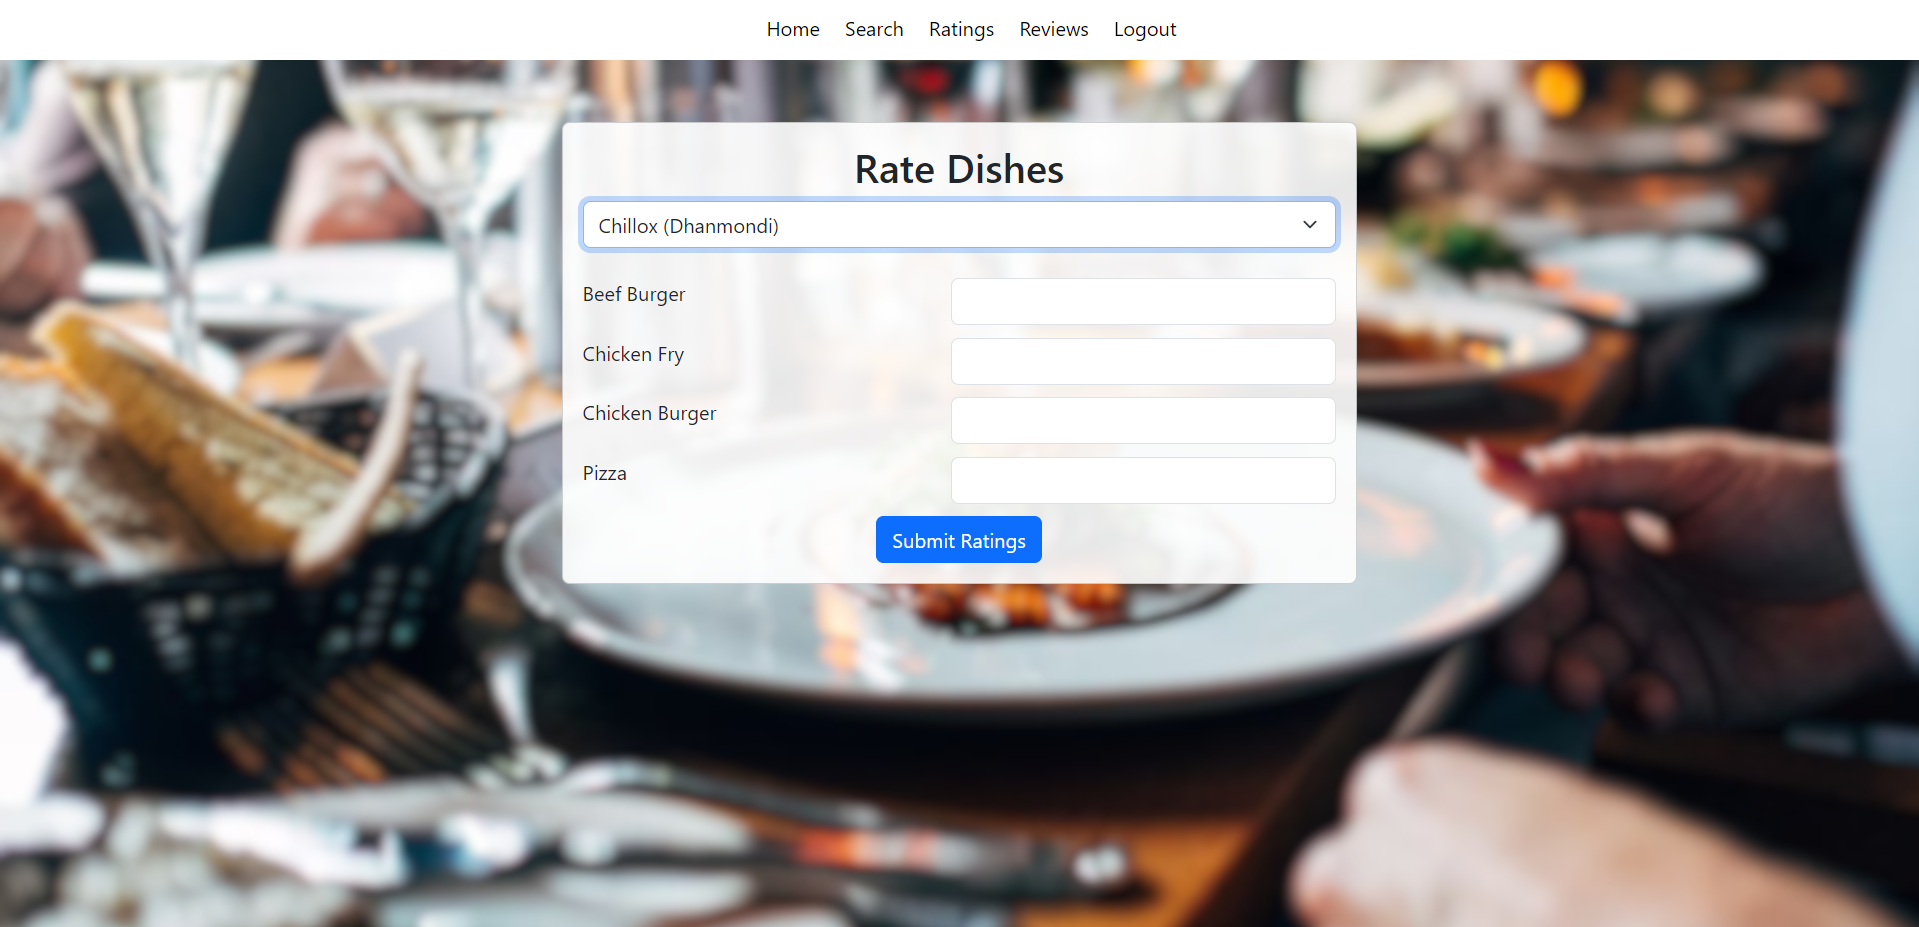 Home Search Ratings Reviews Logout
Rate Dishes
Chillox (Dhanmondi)
Beef Burger
Chicken Fry
Chicken Burger
Pizza
Submit Ratings